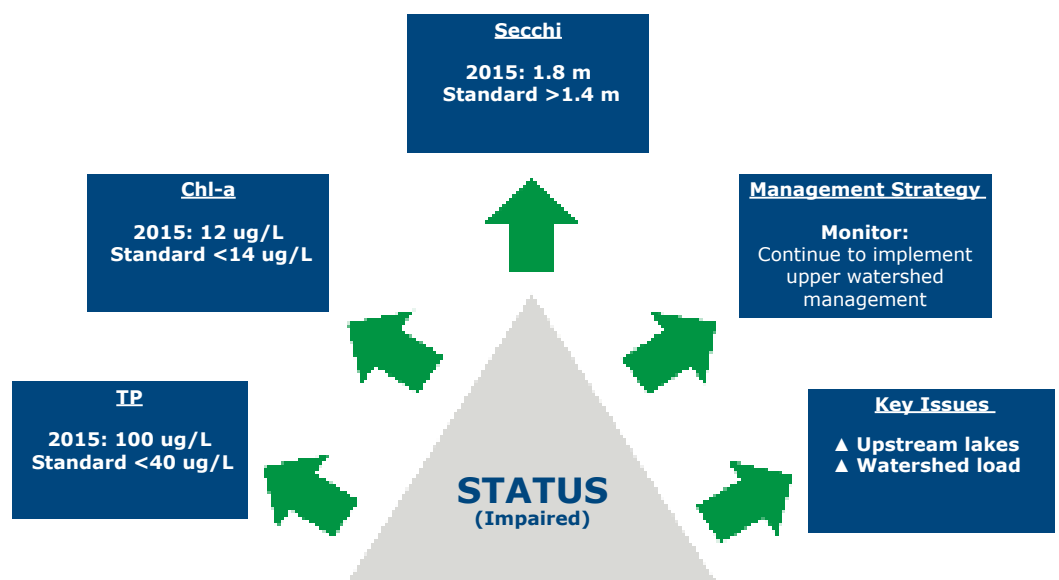 Secchi
2015: 1.8 m
Standard >1.4 m
Chl-a
2015: 12 ug/L
Standard <14 ug/L
Management Strategy
Monitor:
Continue to implement
upper watershed
management
TP
2015: 100 ug/L
Standard <40 ug/L
Key Issues
▲ Upstream lakes
▲ Watershed load
STATUS
(Impaired)